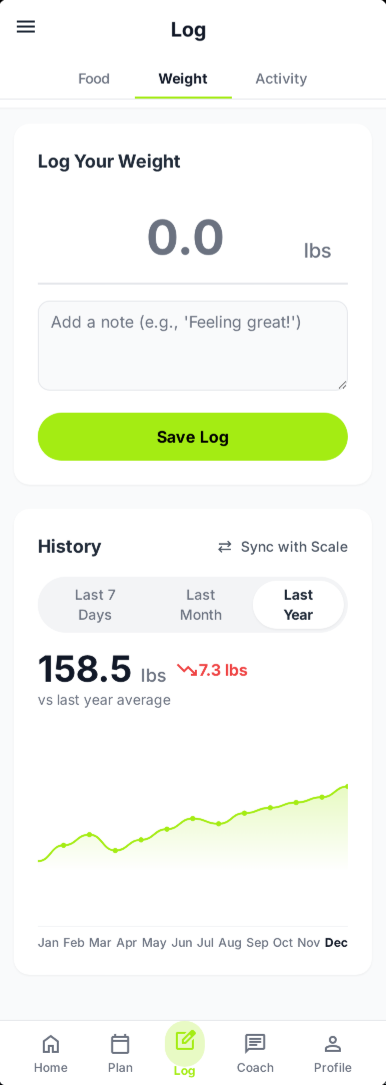 Log
Food Weight Activity
Log Your Weight
0.0 lbs
Add a note (e.g., 'Feeling great!')
Save Log
History Sync with Scale
Last 7 Days
Last Month
Last Year
158.5 lbs 7.3 lbs
vs last year average
Jan Feb Mar Apr May Jun Jul Aug Sep Oct Nov Dec
Home Plan Log Coach Profile